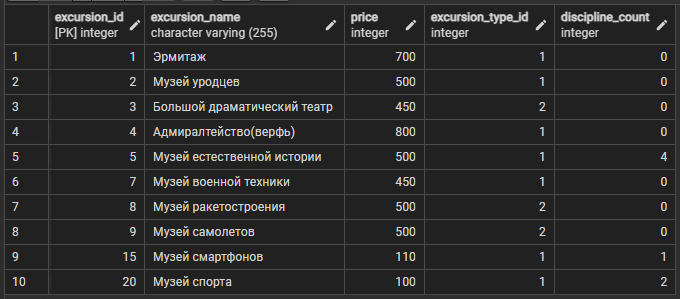 excursion_id excursion_name price excursion_type_id discipline_count
[PK] integer character varying (255) integer integer integer
1 1 Эрмитаж 700 1 0
2 2 Музей уродцев 500 1 0
3 3 Большой драматический театр 450 2 0
4 4 Адмиралтейство(верфь) 800 1 0
5 5 Музей естественной истории 500 1 4
6 7 Музей военной техники 450 1 0
7 8 Музей ракетостроения 500 2 0
8 9 Музей самолетов 500 2 0
9 15 Музей смартфонов 110 1 1
10 20 Музей спорта 100 1 2